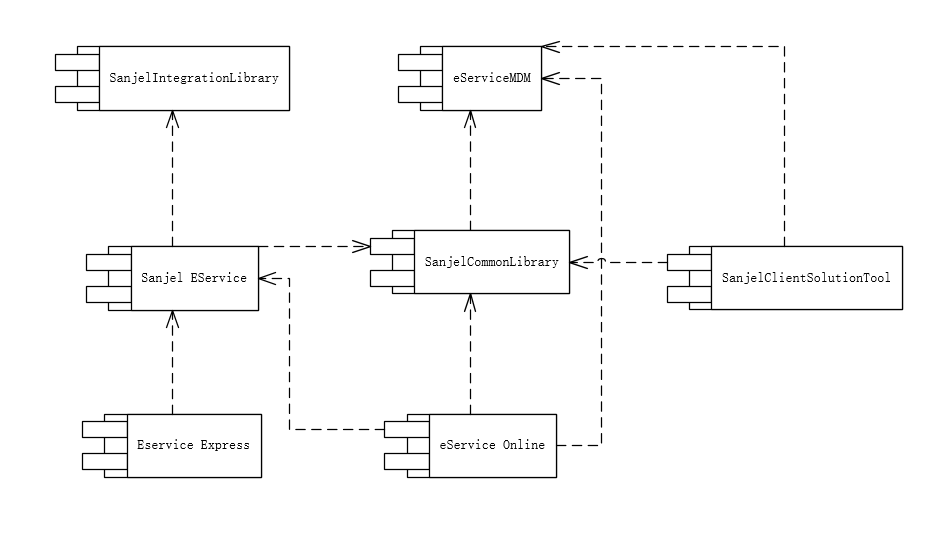 SanjelIntegrationLibrary
eServiceMDM
Sanjel EService
SanjelCommonLibrary
SanjelClientSolutionTool
Eservice Express
eService Online